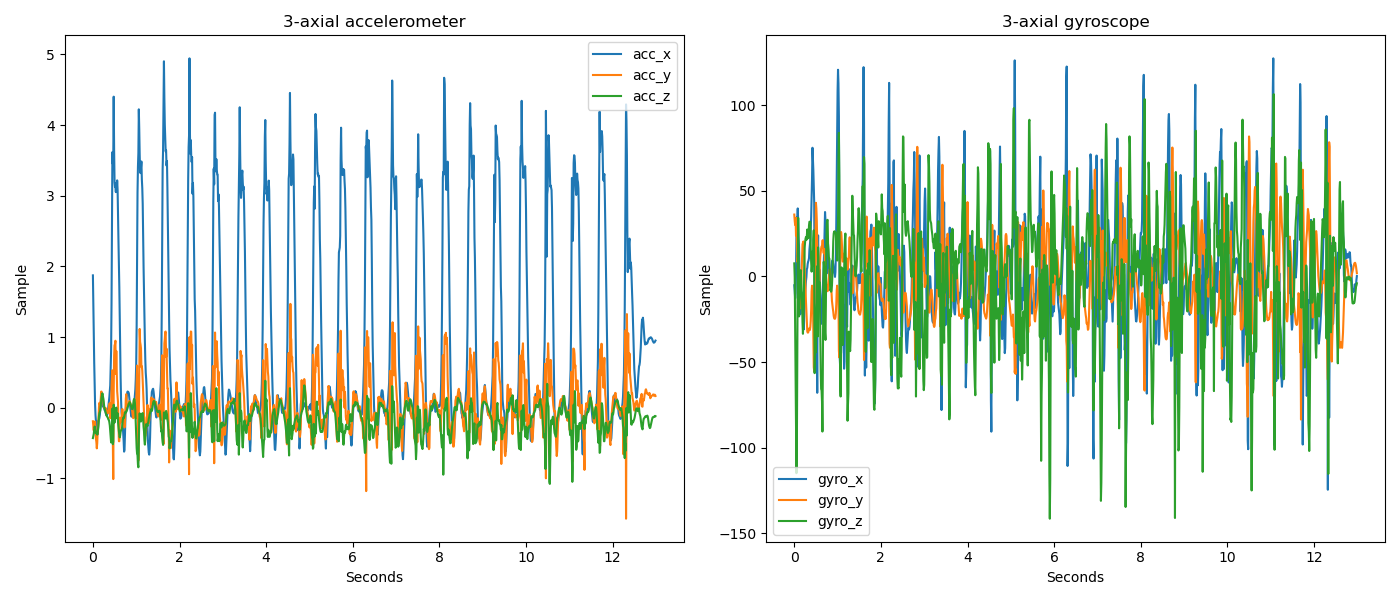 3-axial accelerometer
acc_x
acc_y
acc_z
5
4
3
2
1
0
−1
Sample
0 2 4 6 8 10 12
Seconds
3-axial gyroscope
100
50
0
−50
−100
−150
Sample
gyro_x
gyro_y
gyro_z
0 2 4 6 8 10 12
Seconds